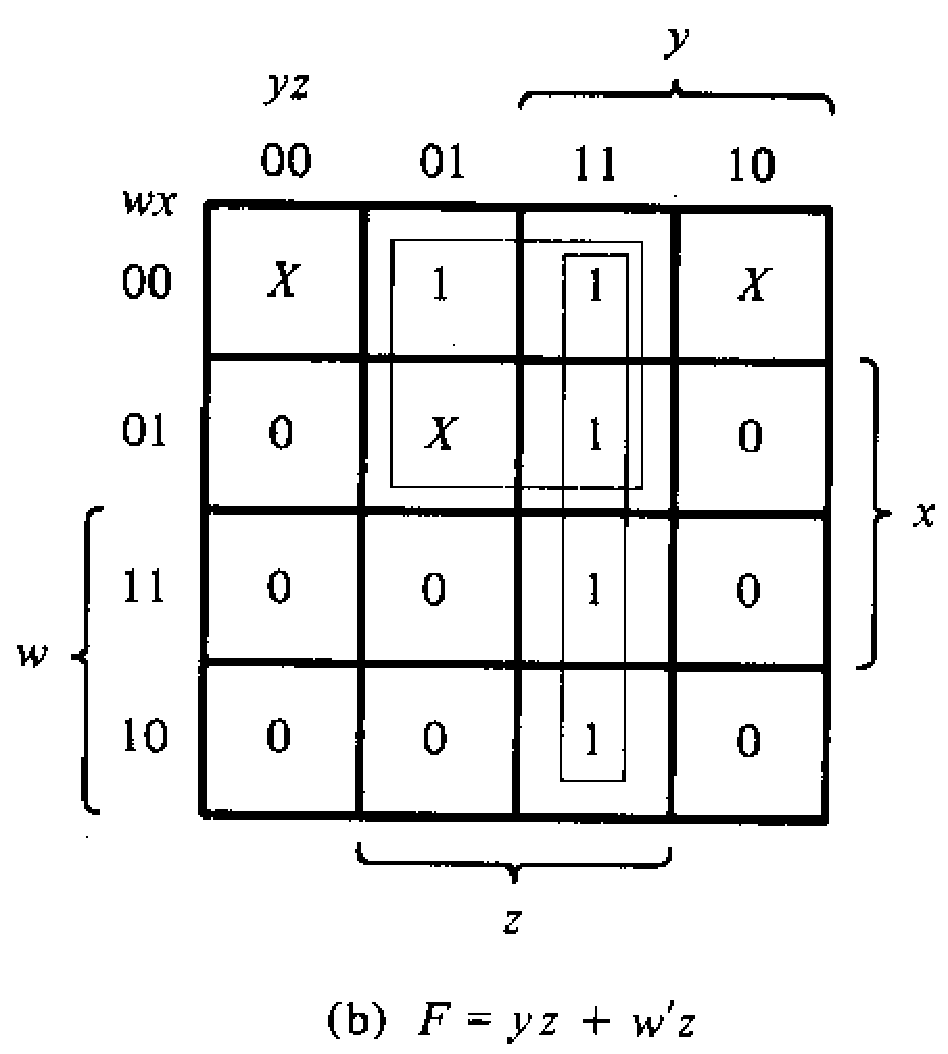 y
yz
00 01 11 10
wx
00 X 1 1 X
01 0 X 1 0
x
11 0 0 1 0
w
10 0 0 1 0
z
(b) F = yz + w'z